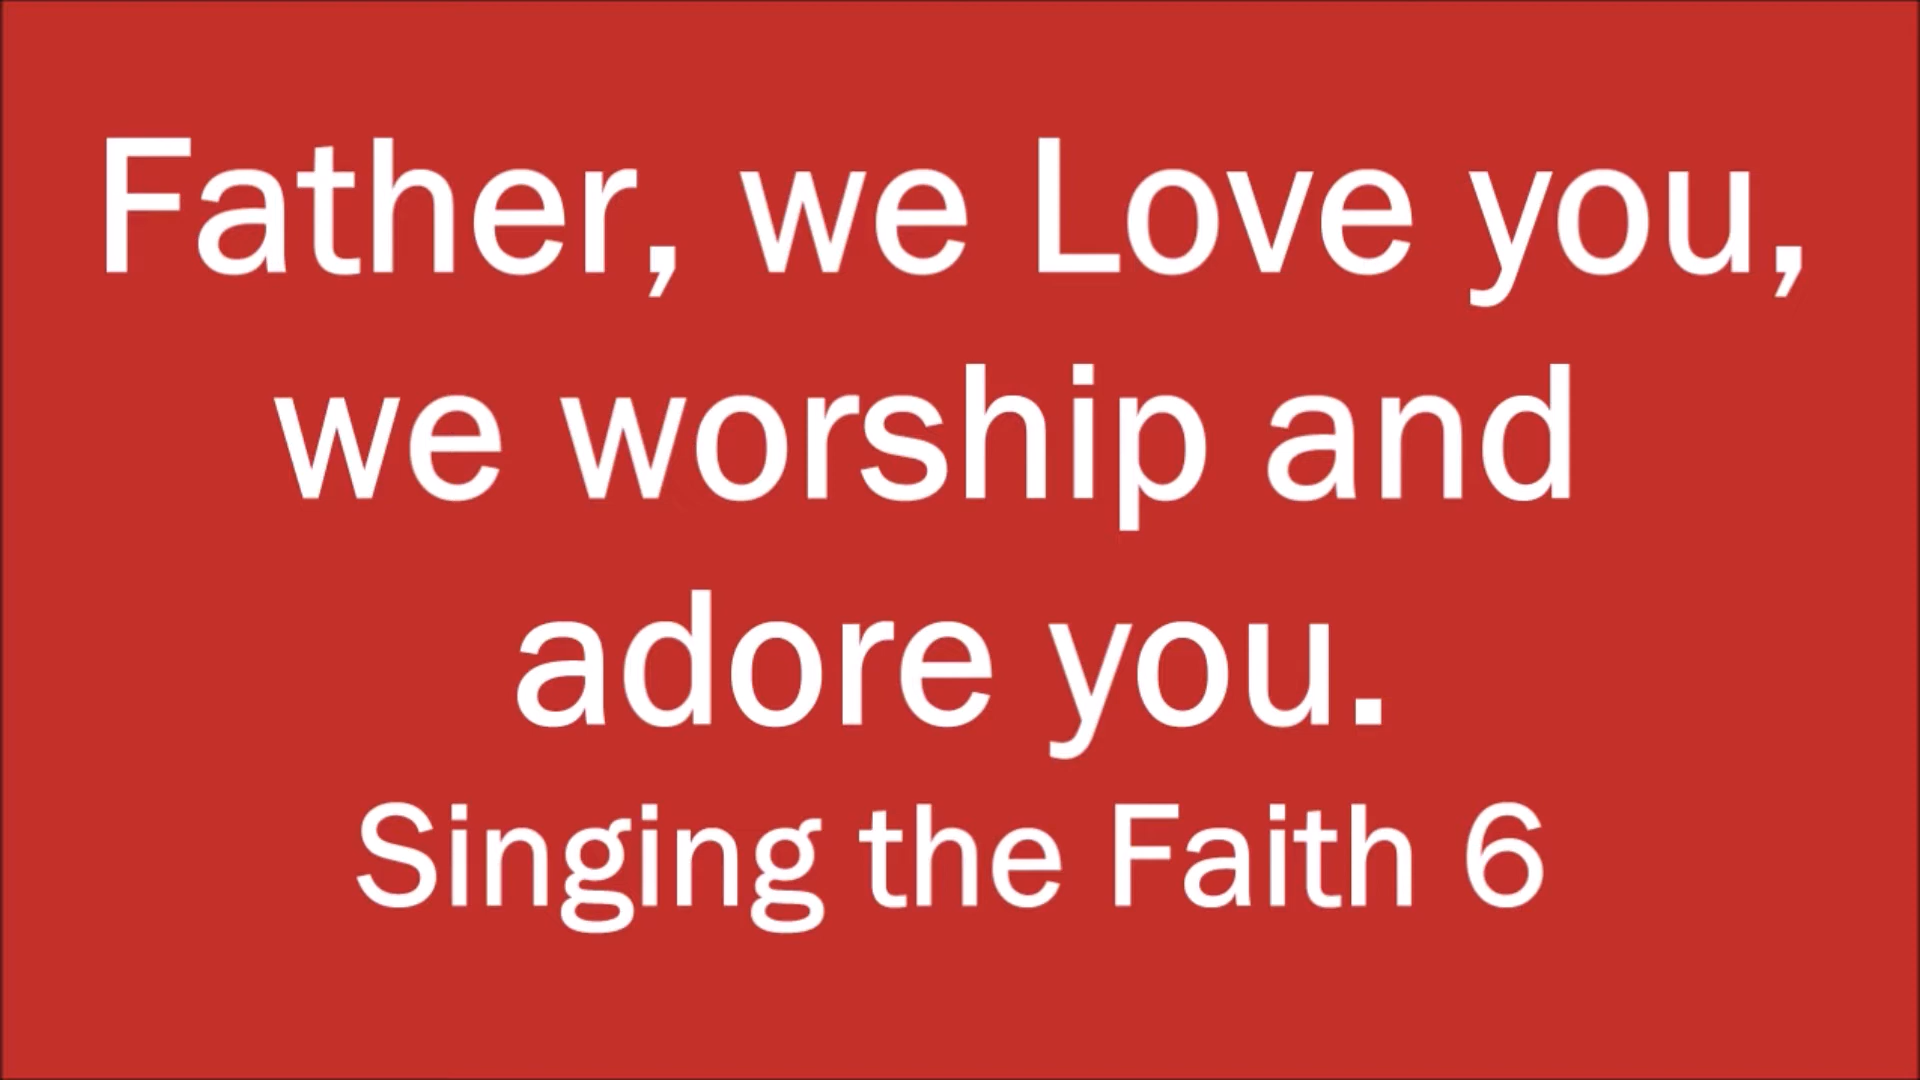 Father, we Love you,
we worship and
adore you.
Singing the Faith 6